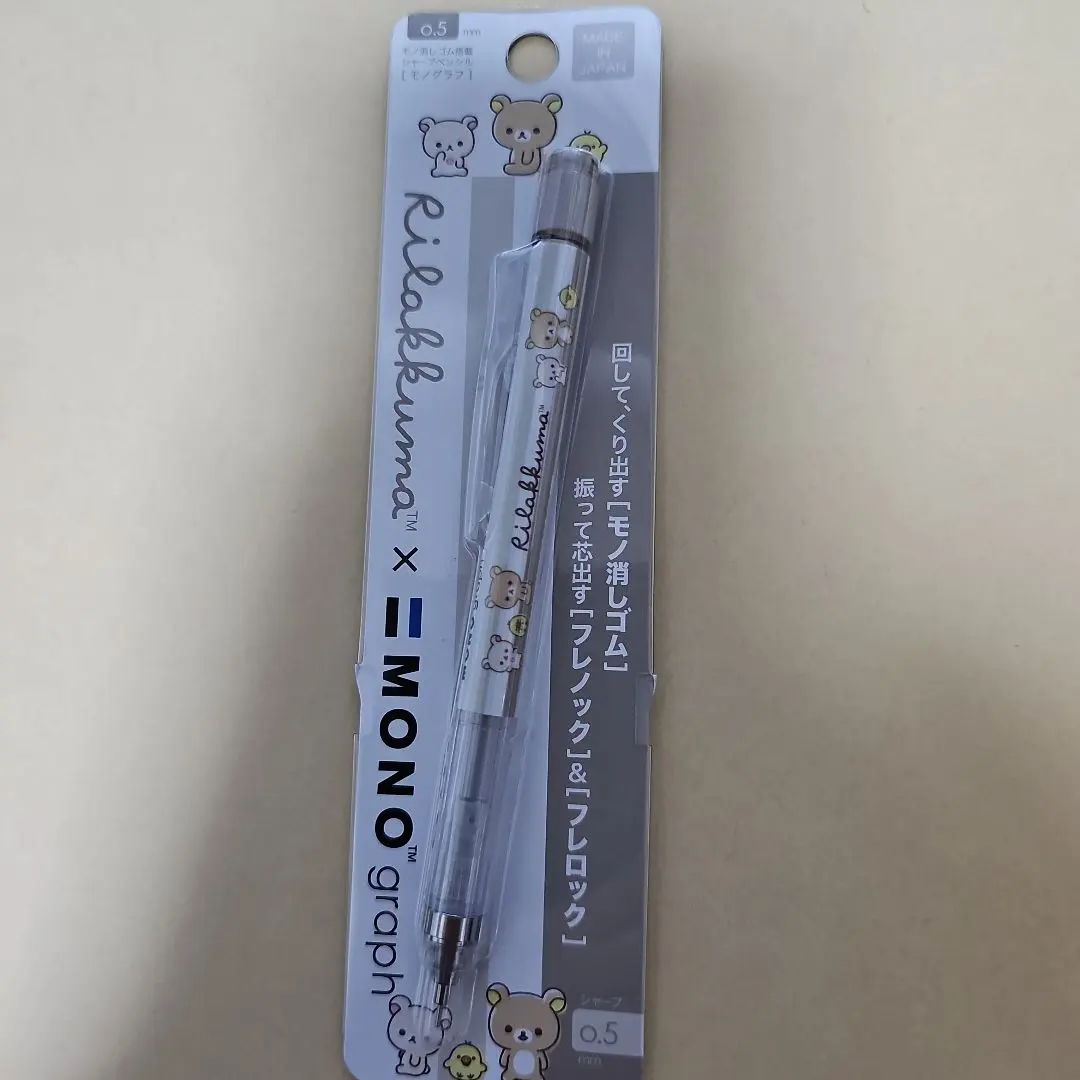 0.5 mm
モノ消しゴム搭載
シャープペンシル
[モノグラフ]
MADE
IN
JAPAN
Rilakkuma™ × MONO™ graph
回して、くり出す[モノ消しゴム]
振って芯出す[フレノック]&[フレロック]
Rilakkuma™
シャープ
0.5
mm